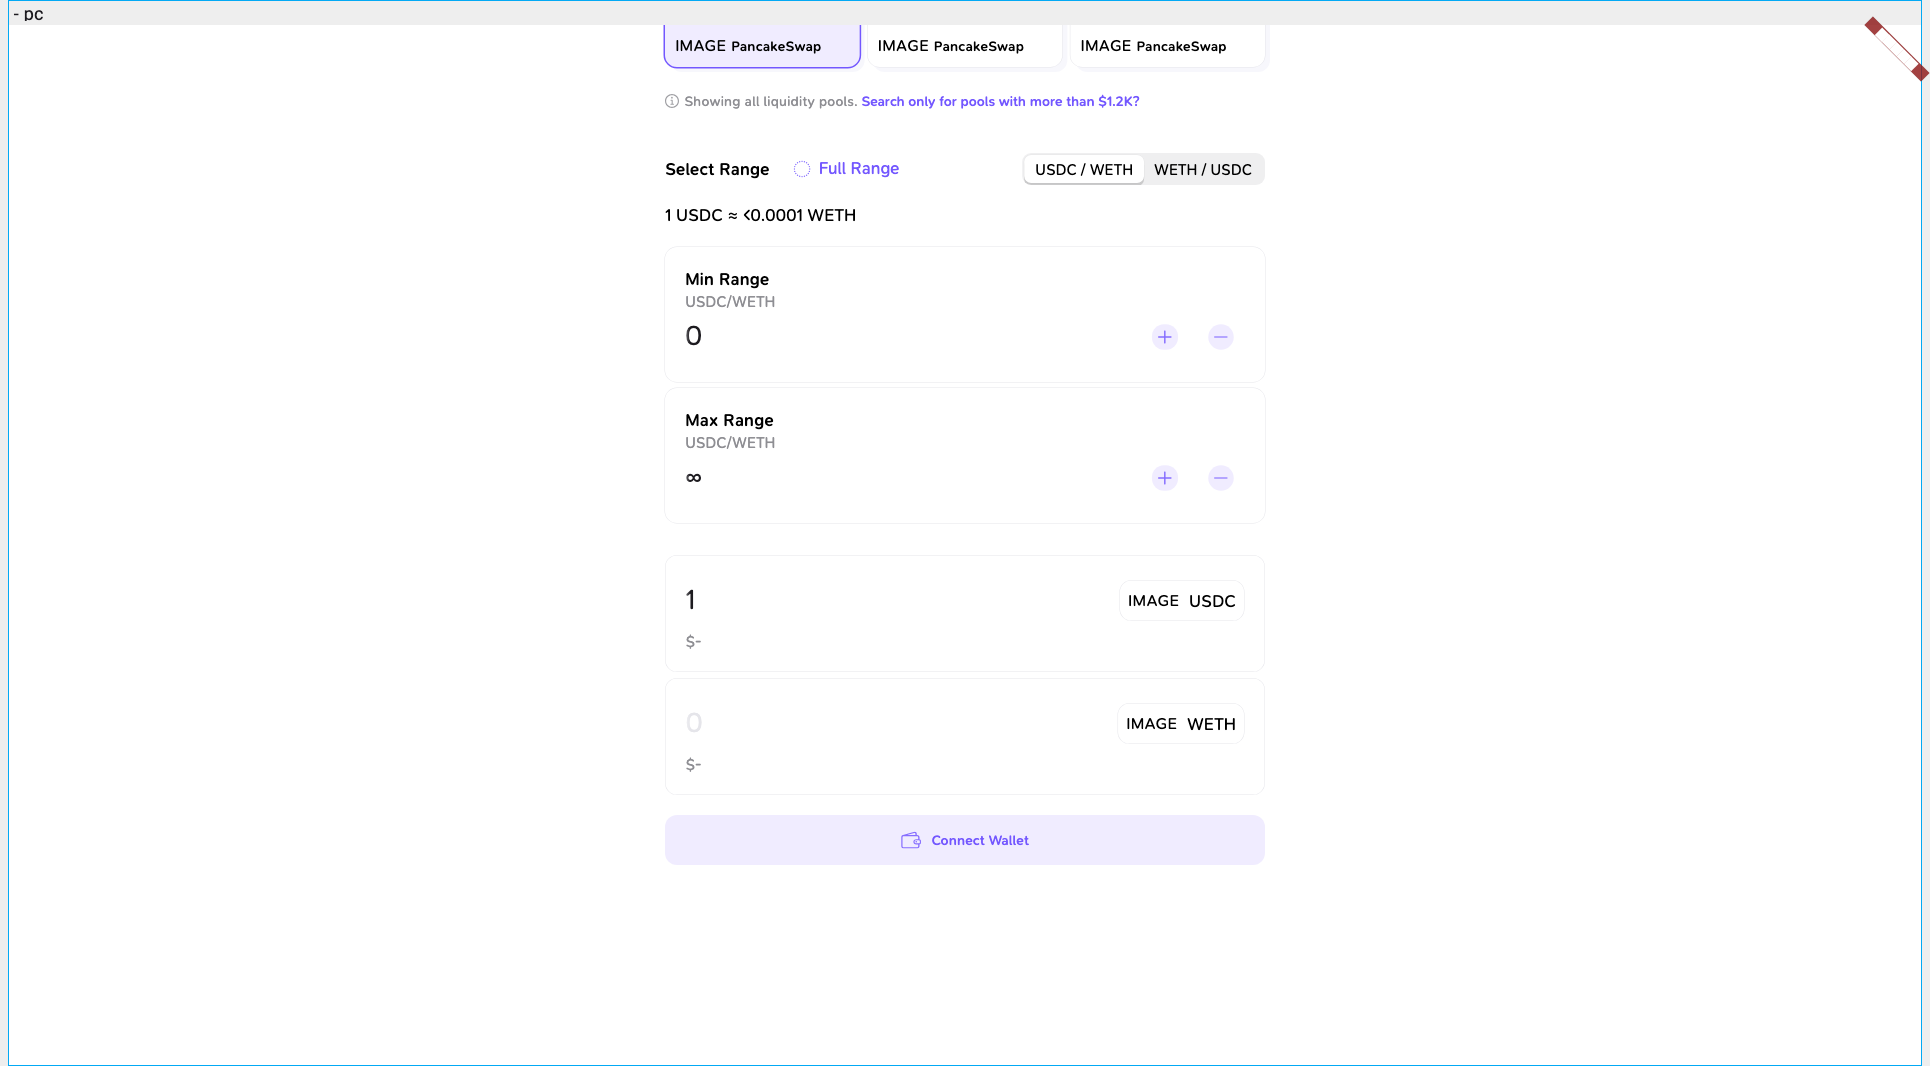 - pc
IMAGE PancakeSwap IMAGE PancakeSwap IMAGE PancakeSwap
Showing all liquidity pools. Search only for pools with more than $1.2K?
Select Range Full Range USDC / WETH WETH / USDC
1 USDC ≈ <0.0001 WETH
Min Range
USDC/WETH
0
Max Range
USDC/WETH
∞
1 IMAGE USDC
$-
0 IMAGE WETH
$-
Connect Wallet